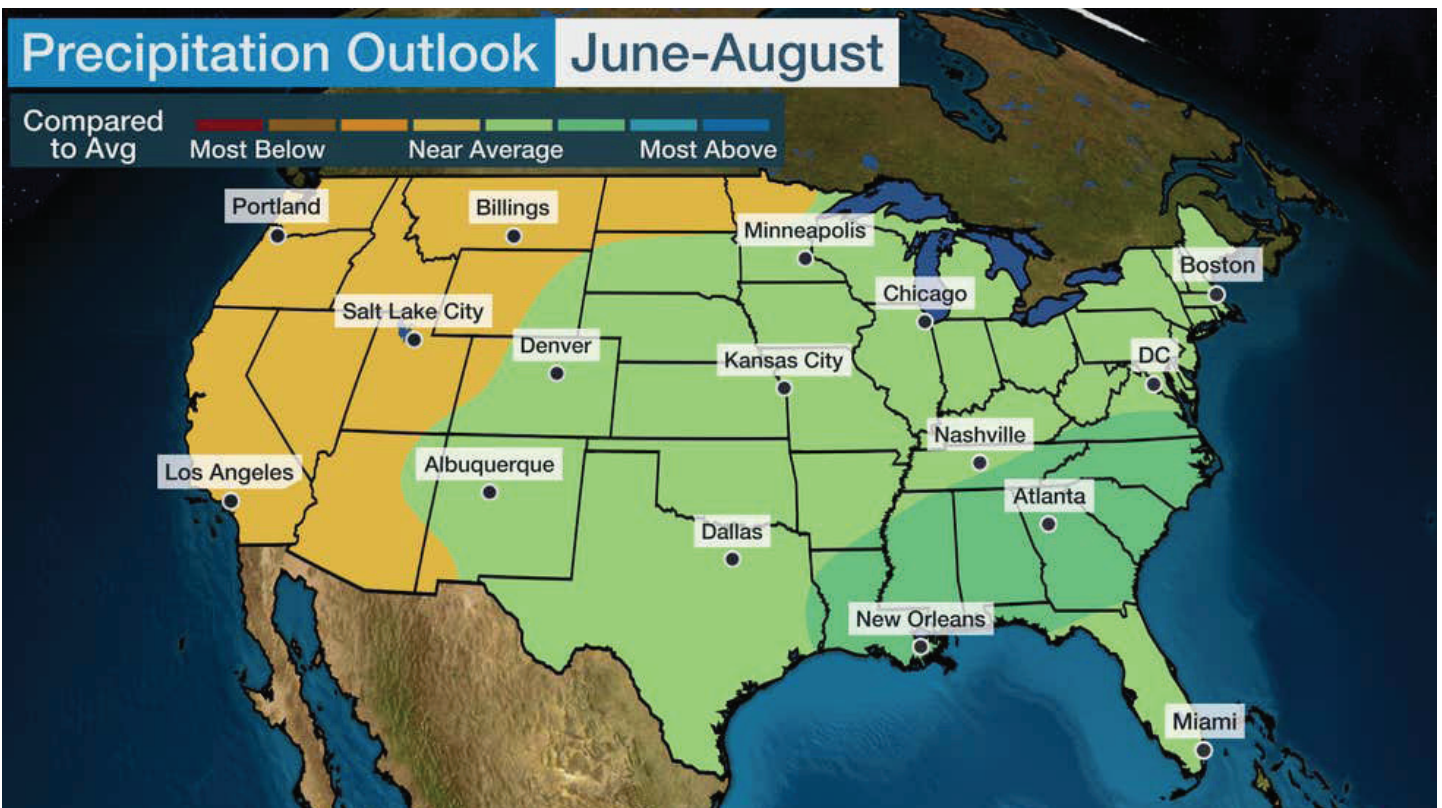 Precipitation Outlook June-August
Compared
to Avg
Most Below Near Average Most Above
Portland
Billings
Minneapolis
Boston
Chicago
Salt Lake City
Denver
Kansas City
DC
Nashville
Los Angeles
Albuquerque
Atlanta
Dallas
New Orleans
Miami